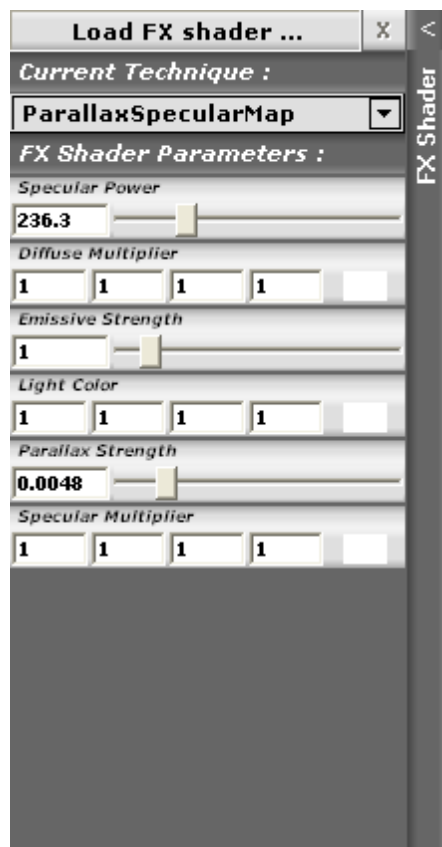 Load FX shader ...
X
<
Current Technique :
FX Shader
ParallaxSpecularMap
FX Shader Parameters :
Specular Power
236.3
Diffuse Multiplier
1 1 1 1
Emissive Strength
1
Light Color
1 1 1 1
Parallax Strength
0.0048
Specular Multiplier
1 1 1 1